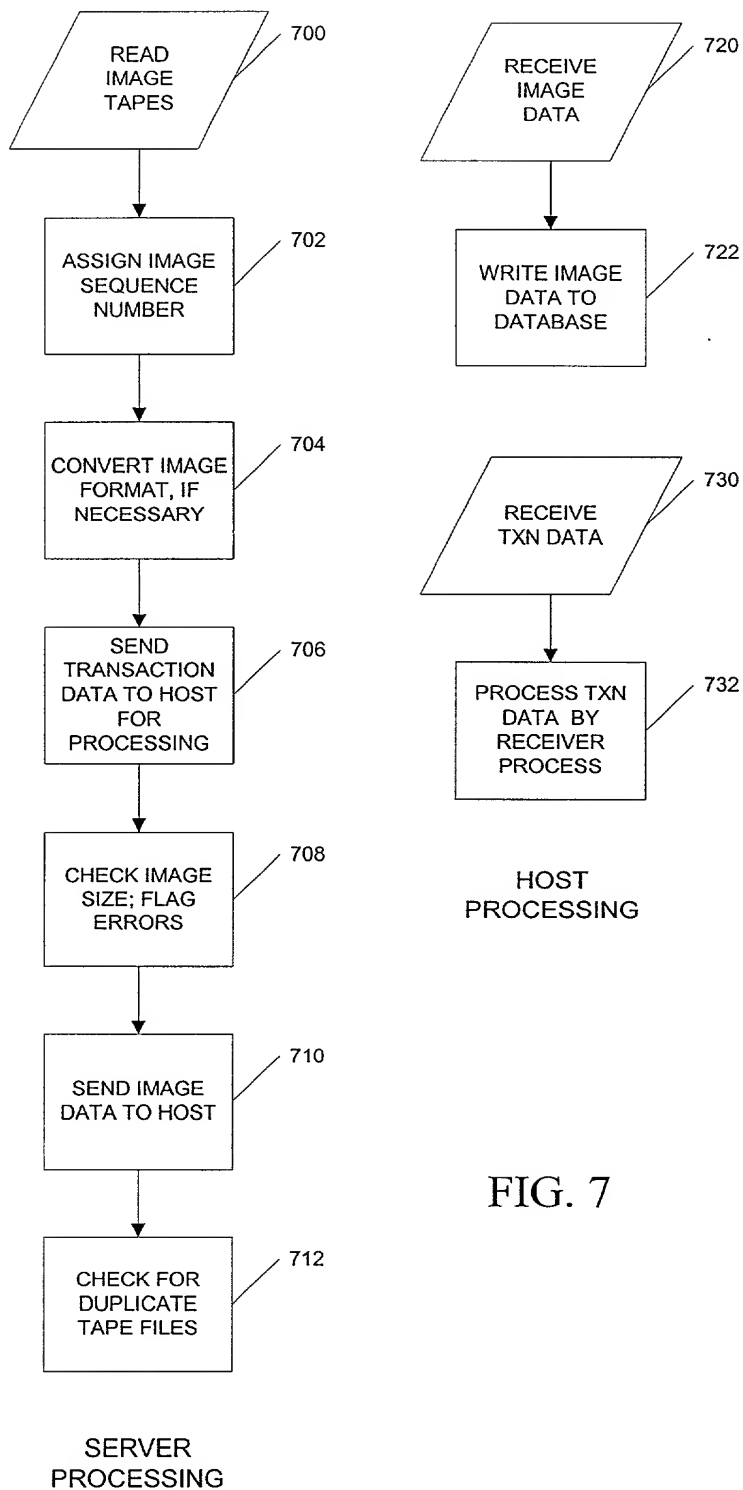 READ
IMAGE
TAPES
700
ASSIGN IMAGE
SEQUENCE
NUMBER
702
CONVERT IMAGE
FORMAT, IF
NECESSARY
704
SEND
TRANSACTION
DATA TO HOST
FOR
PROCESSING
706
CHECK IMAGE
SIZE; FLAG
ERRORS
708
SEND IMAGE
DATA TO HOST
710
CHECK FOR
DUPLICATE
TAPE FILES
712
SERVER
PROCESSING
RECEIVE
IMAGE
DATA
720
WRITE IMAGE
DATA TO
DATABASE
722
RECEIVE
TXN DATA
730
PROCESS TXN
DATA BY
RECEIVER
PROCESS
732
HOST
PROCESSING
FIG. 7